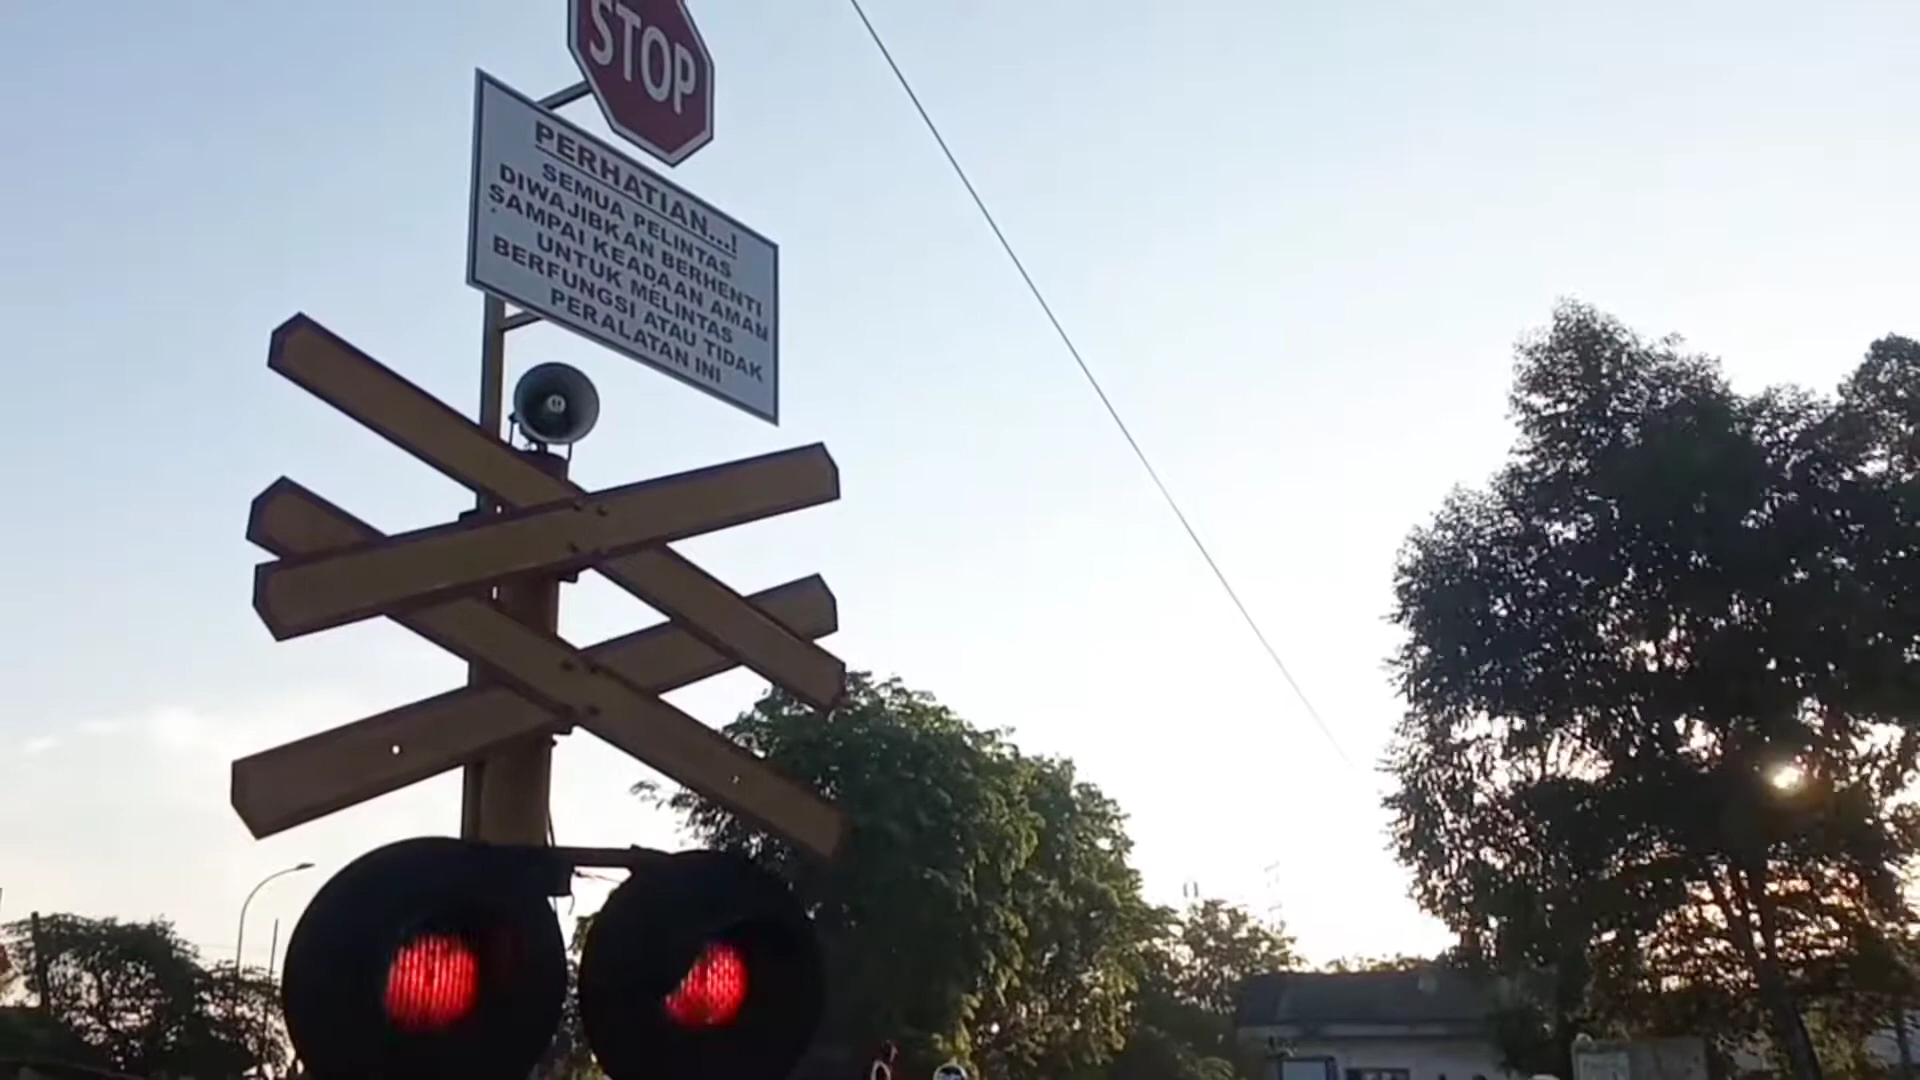 STOP
PERHATIAN...!
SEMUA PELINTAS
DIWAJIBKAN BERHENTI
SAMPAI KEADAAN AMAN
UNTUK MELINTAS
BERFUNGSI ATAU TIDAK
PERALATAN INI